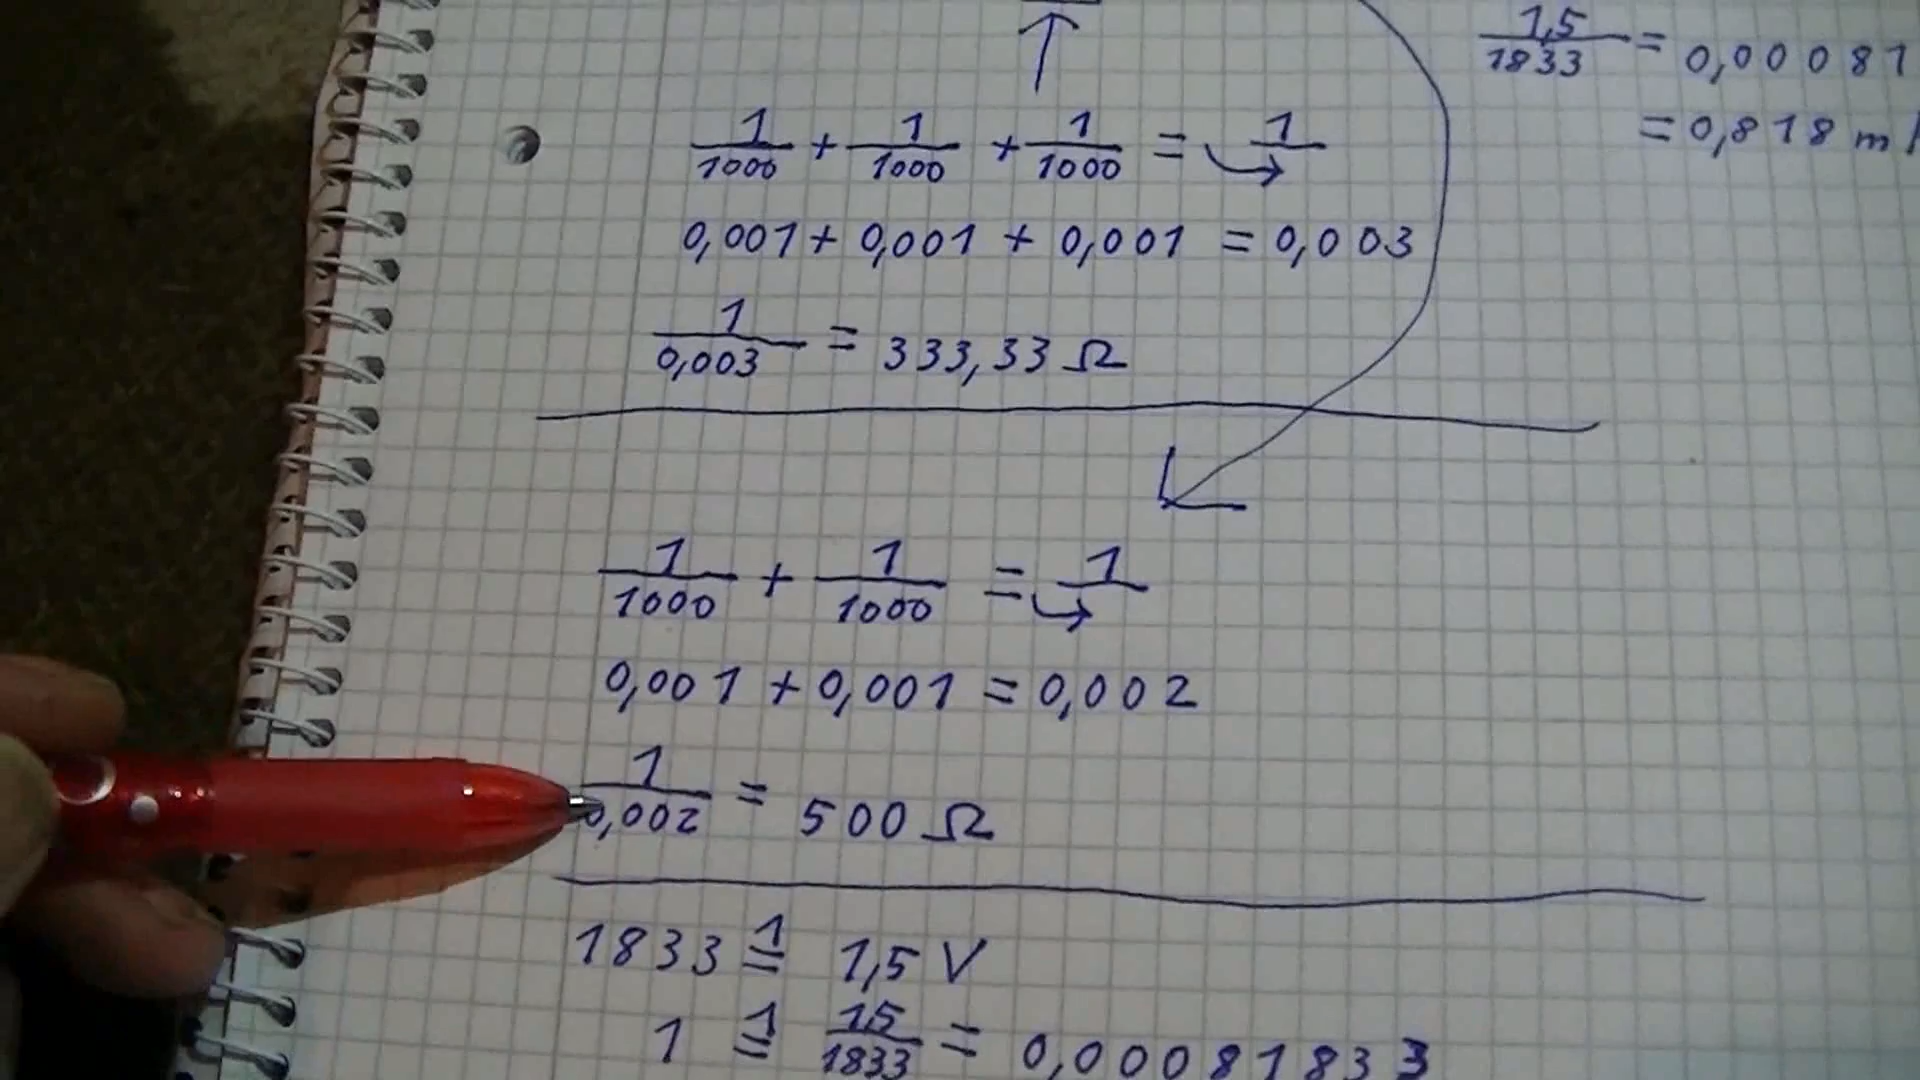 1/1000 + 1/1000 + 1/1000 = 1/
0,001 + 0,001 + 0,001 = 0,003
1/0,003 = 333,33 Ω
1/1000 + 1/1000 = 1/
0,001 + 0,001 = 0,002
1/0,002 = 500 Ω
1833 ≙ 1,5 V
1 ≙ 1,5/1833 = 0,00081833
1,5/1833 = 0,00081
= 0,818 m